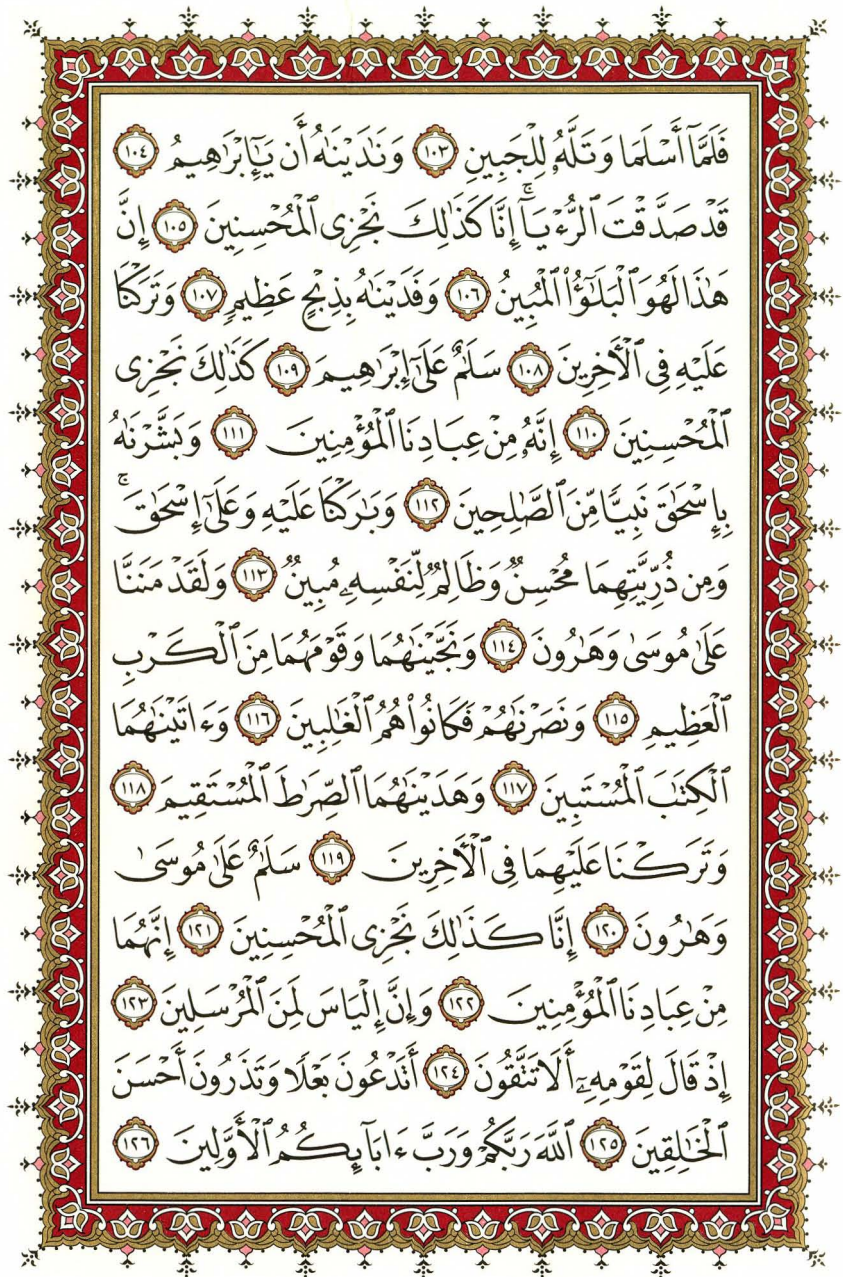 فَلَمَّآ أَسْلَمَا وَتَلَّهُۥ لِلْجَبِينِ ١٠٣ وَنَـٰدَيْنَـٰهُ أَن يَـٰٓإِبْرَٰهِيمُ ١٠٤
قَدْ صَدَّقْتَ ٱلرُّءْيَآ ۚ إِنَّا كَذَٰلِكَ نَجْزِى ٱلْمُحْسِنِينَ ١٠٥ إِنَّ
هَـٰذَا لَهُوَ ٱلْبَلَـٰٓؤُا۟ ٱلْمُبِينُ ١٠٦ وَفَدَيْنَـٰهُ بِذِبْحٍ عَظِيمٍ ١٠٧ وَتَرَكْنَا
عَلَيْهِ فِى ٱلْـَٔاخِرِينَ ١٠٨ سَلَـٰمٌ عَلَىٰٓ إِبْرَٰهِيمَ ١٠٩ كَذَٰلِكَ نَجْزِى
ٱلْمُحْسِنِينَ ١١٠ إِنَّهُۥ مِنْ عِبَادِنَا ٱلْمُؤْمِنِينَ ١١١ وَبَشَّرْنَـٰهُ
بِإِسْحَـٰقَ نَبِيًّا مِّنَ ٱلصَّـٰلِحِينَ ١١٢ وَبَـٰرَكْنَا عَلَيْهِ وَعَلَىٰٓ إِسْحَـٰقَ ۚ
وَمِن ذُرِّيَّتِهِمَا مُحْسِنٌ وَظَالِمٌ لِّنَفْسِهِۦ مُبِينٌ ١١٣ وَلَقَدْ مَنَنَّا
عَلَىٰ مُوسَىٰ وَهَـٰرُونَ ١١٤ وَنَجَّيْنَـٰهُمَا وَقَوْمَهُمَا مِنَ ٱلْكَرْبِ
ٱلْعَظِيمِ ١١٥ وَنَصَرْنَـٰهُمْ فَكَانُوا۟ هُمُ ٱلْغَـٰلِبِينَ ١١٦ وَءَاتَيْنَـٰهُمَا
ٱلْكِتَـٰبَ ٱلْمُسْتَبِينَ ١١٧ وَهَدَيْنَـٰهُمَا ٱلصِّرَٰطَ ٱلْمُسْتَقِيمَ ١١٨
وَتَرَكْنَا عَلَيْهِمَا فِى ٱلْـَٔاخِرِينَ ١١٩ سَلَـٰمٌ عَلَىٰ مُوسَىٰ
وَهَـٰرُونَ ١٢٠ إِنَّا كَذَٰلِكَ نَجْزِى ٱلْمُحْسِنِينَ ١٢١ إِنَّهُمَا
مِنْ عِبَادِنَا ٱلْمُؤْمِنِينَ ١٢٢ وَإِنَّ إِلْيَاسَ لَمِنَ ٱلْمُرْسَلِينَ ١٢٣
إِذْ قَالَ لِقَوْمِهِۦٓ أَلَا تَتَّقُونَ ١٢٤ أَتَدْعُونَ بَعْلًا وَتَذَرُونَ أَحْسَنَ
ٱلْخَـٰلِقِينَ ١٢٥ ٱللَّهَ رَبَّكُمْ وَرَبَّ ءَابَآئِكُمُ ٱلْأَوَّلِينَ ١٢٦